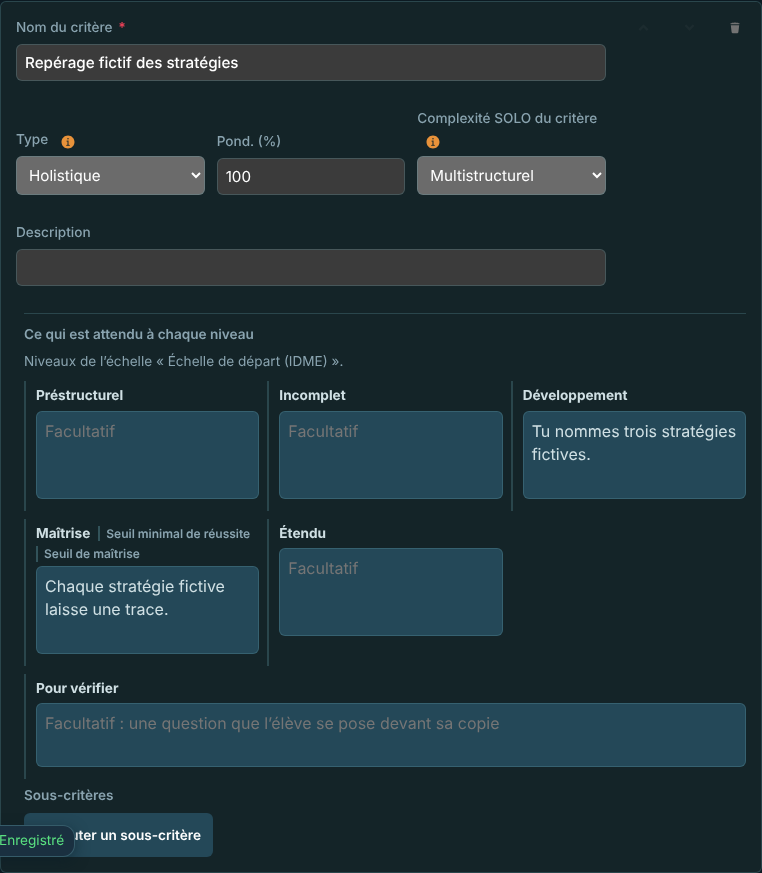 Nom du critère *
Repérage fictif des stratégies
Complexité SOLO du critère
Type
Pond. (%)
Holistique
100
Multistructurel
Description
Ce qui est attendu à chaque niveau
Niveaux de l’échelle « Échelle de départ (IDME) ».
Préstructurel
Incomplet
Développement
Facultatif
Facultatif
Tu nommes trois stratégies
fictives.
Maîtrise
Seuil minimal de réussite
Seuil de maîtrise
Étendu
Chaque stratégie fictive
laisse une trace.
Facultatif
Pour vérifier
Facultatif : une question que l’élève se pose devant sa copie
Sous-critères
Enregistré
un sous-critère